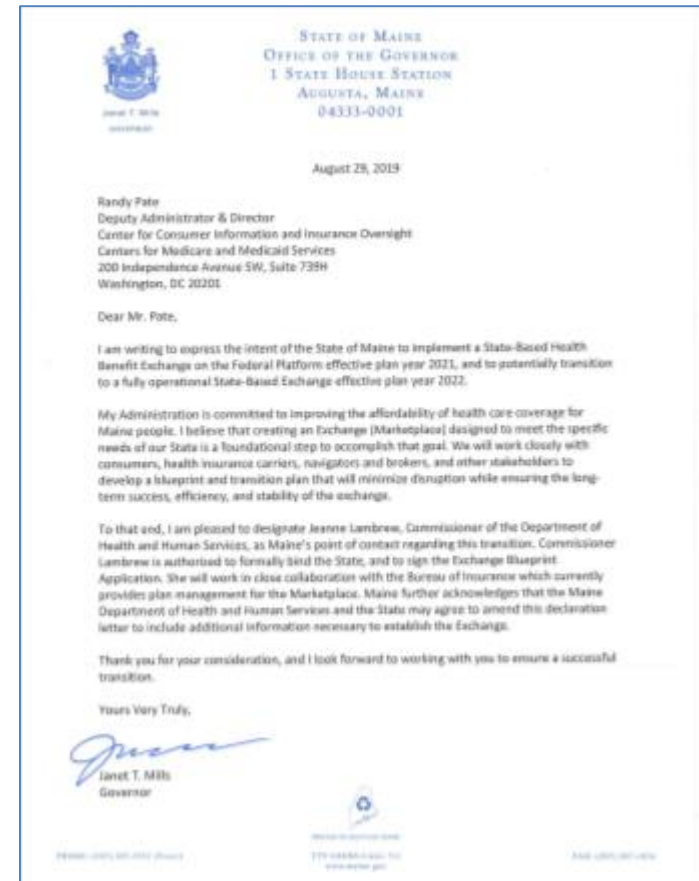 STATE OF MAINE
OFFICE OF THE GOVERNOR
1 STATE HOUSE STATION
AUGUSTA, MAINE
04333-0001
Janet T. Mills
GOVERNOR
August 29, 2019
Randy Pate
Deputy Administrator & Director
Center for Consumer Information and Insurance Oversight
Centers for Medicare and Medicaid Services
200 Independence Avenue SW, Suite 739H
Washington, DC 20201
Dear Mr. Pate,
I am writing to express the intent of the State of Maine to implement a State-Based Health
Benefit Exchange on the Federal Platform effective plan year 2021, and to potentially transition
to a fully operational State-Based Exchange effective plan year 2022.
My Administration is committed to improving the affordability of health care coverage for
Maine people. I believe that creating an Exchange (Marketplace) designed to meet the specific
needs of our State is a foundational step to accomplish that goal. We will work closely with
consumers, health insurance carriers, navigators and brokers, and other stakeholders to
develop a blueprint and transition plan that will minimize disruption while ensuring the long-
term success, efficiency, and stability of the exchange.
To that end, I am pleased to designate Jeanne Lambrew, Commissioner of the Department of
Health and Human Services, as Maine's point of contact regarding this transition. Commissioner
Lambrew is authorized to formally bind the State, and to sign the Exchange Blueprint
Application. She will work in close collaboration with the Bureau of Insurance which currently
provides plan management for the Marketplace. Maine further acknowledges that the Maine
Department of Health and Human Services and the State may agree to amend this declaration
letter to include additional information necessary to establish the Exchange.
Thank you for your consideration, and I look forward to working with you to ensure a successful
transition.
Yours Very Truly,
Janet T. Mills
Governor